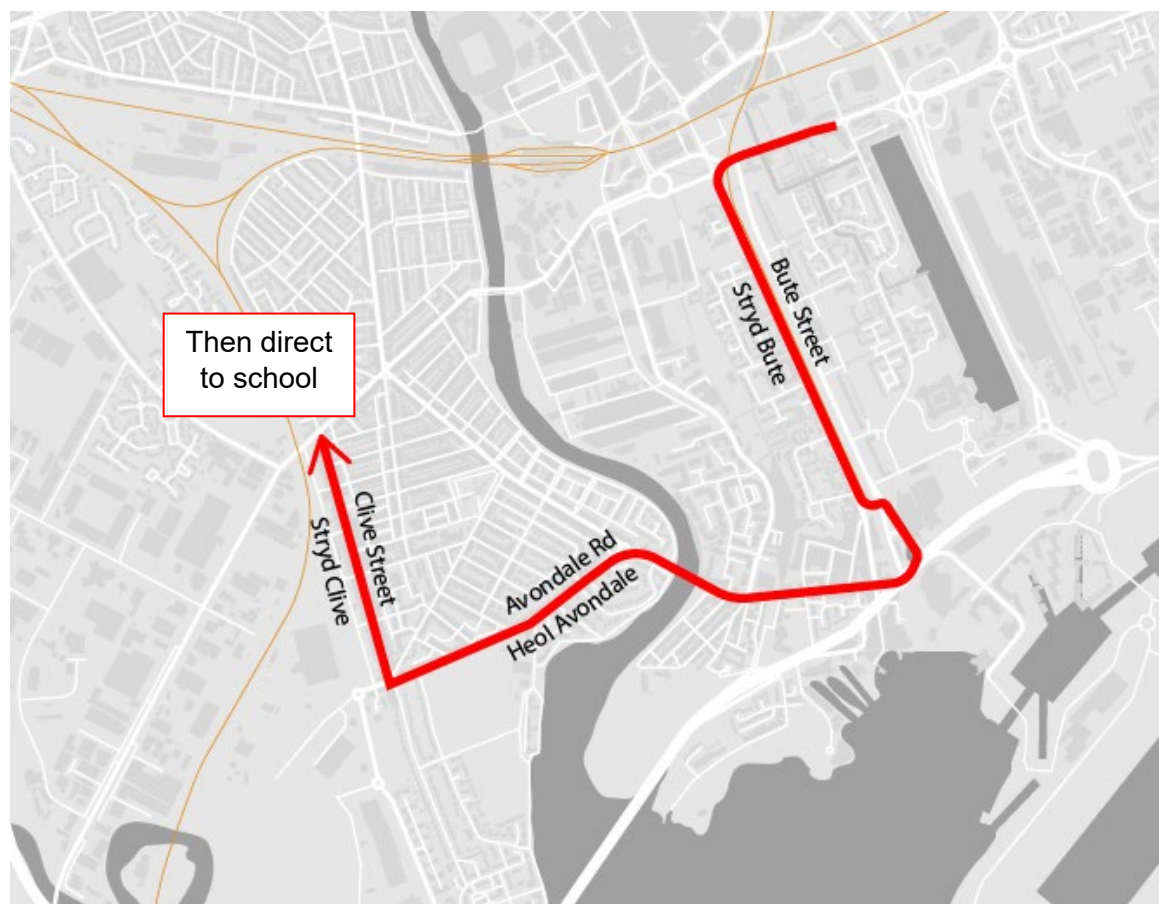 Bute Street
Stryd Bute
Then direct
to school
Clive Street
Stryd Clive
Avondale Rd
Heol Avondale